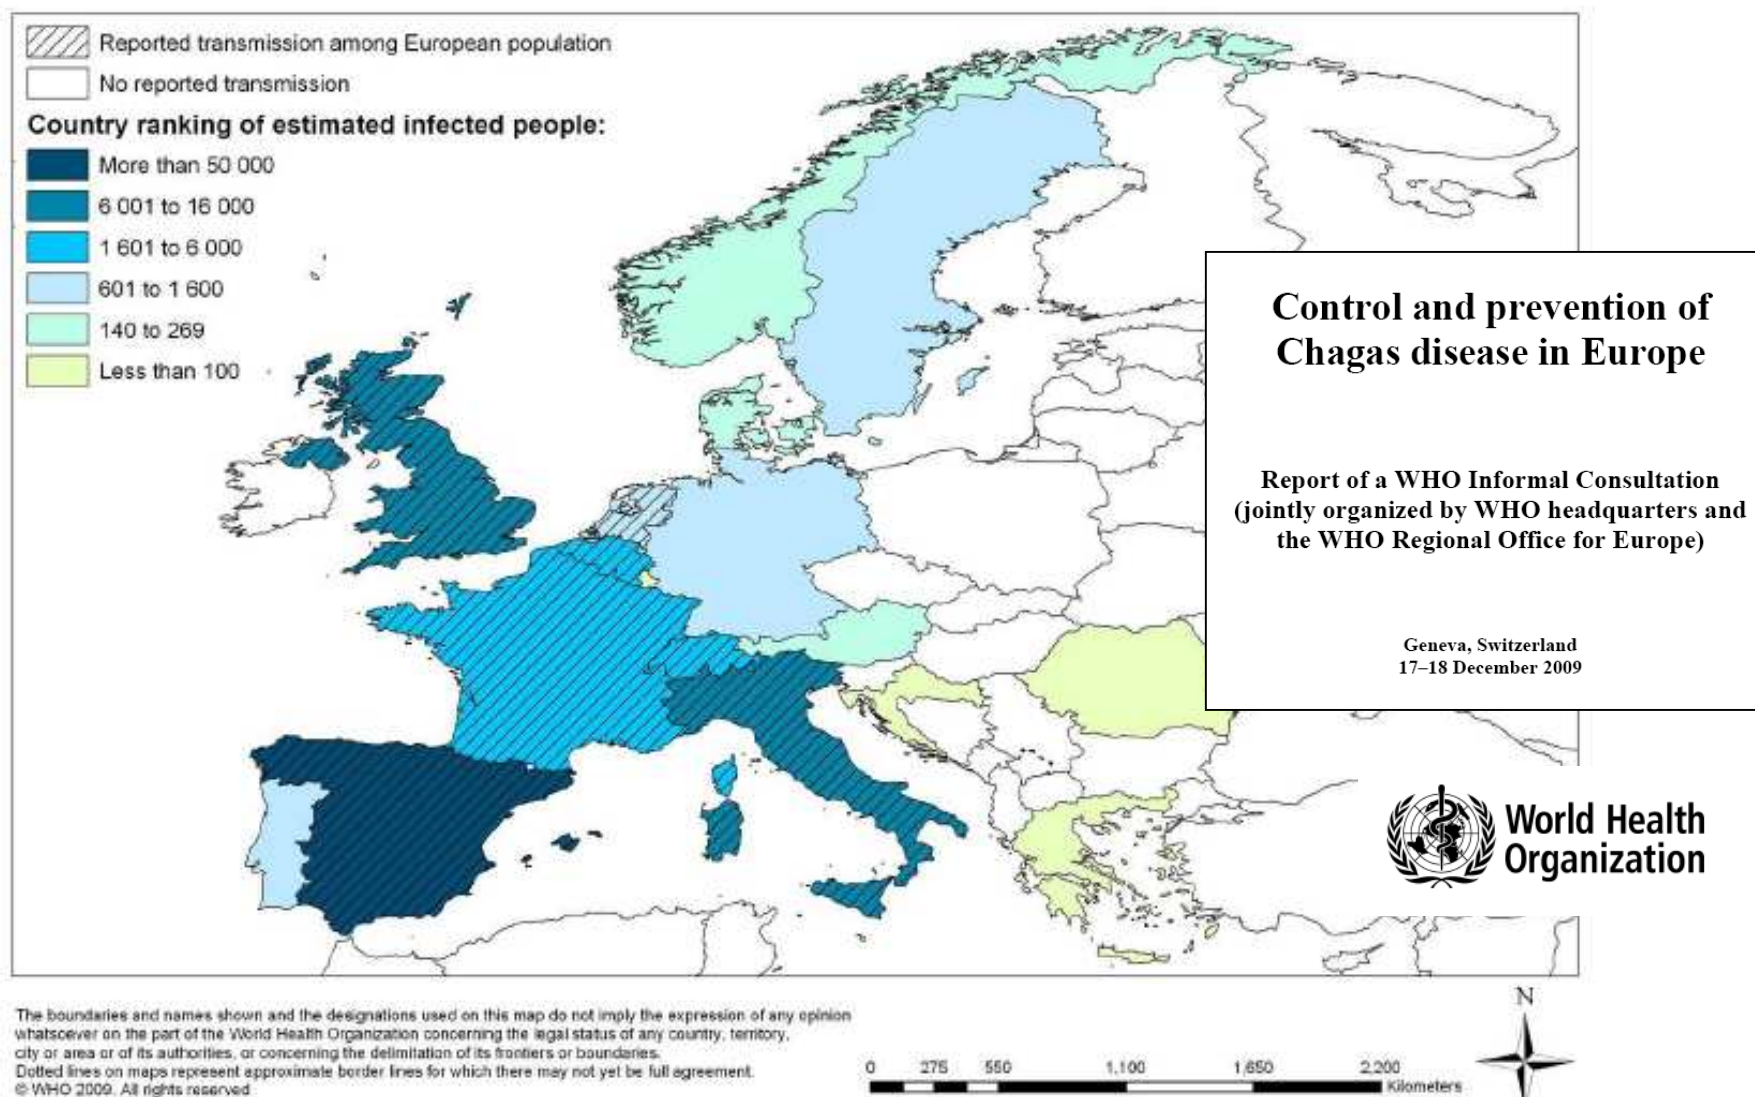 Reported transmission among European population
No reported transmission
Country ranking of estimated infected people:
More than 50 000
6 001 to 16 000
1 601 to 6 000
601 to 1 600
140 to 269
Less than 100
Control and prevention of
Chagas disease in Europe
Report of a WHO Informal Consultation
(jointly organized by WHO headquarters and
the WHO Regional Office for Europe)
Geneva, Switzerland
17–18 December 2009
World Health
Organization
The boundaries and names shown and the designations used on this map do not imply the expression of any opinion
whatsoever on the part of the World Health Organization concerning the legal status of any country, territory,
city or area or of its authorities, or concerning the delimitation of its frontiers or boundaries.
Dotted lines on maps represent approximate border lines for which there may not yet be full agreement.
© WHO 2009. All rights reserved
0 275 550 1,100 1,650 2,200
Kilometers
N